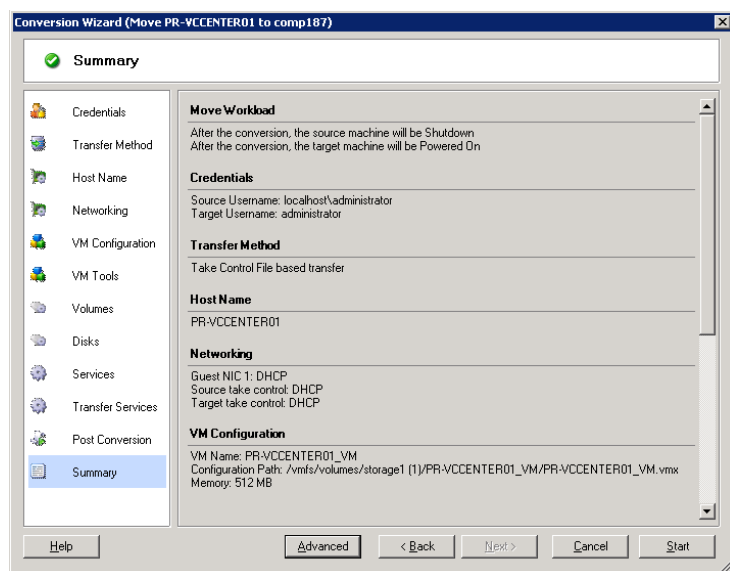 Conversion Wizard (Move PR-VCCENTER01 to comp187)
Summary
Credentials
Transfer Method
Host Name
Networking
VM Configuration
VM Tools
Volumes
Disks
Services
Transfer Services
Post Conversion
Summary
Move Workload
After the conversion, the source machine will be Shutdown
After the conversion, the target machine will be Powered On
Credentials
Source Username: localhost\administrator
Target Username: administrator
Transfer Method
Take Control File based transfer
Host Name
PR-VCCENTER01
Networking
Guest NIC 1: DHCP
Source take control: DHCP
Target take control: DHCP
VM Configuration
VM Name: PR-VCCENTER01_VM
Configuration Path: /vmfs/volumes/storage1 (1)/PR-VCCENTER01_VM/PR-VCCENTER01_VM.vmx
Memory: 512 MB
Help
Advanced
< Back
Next >
Cancel
Start